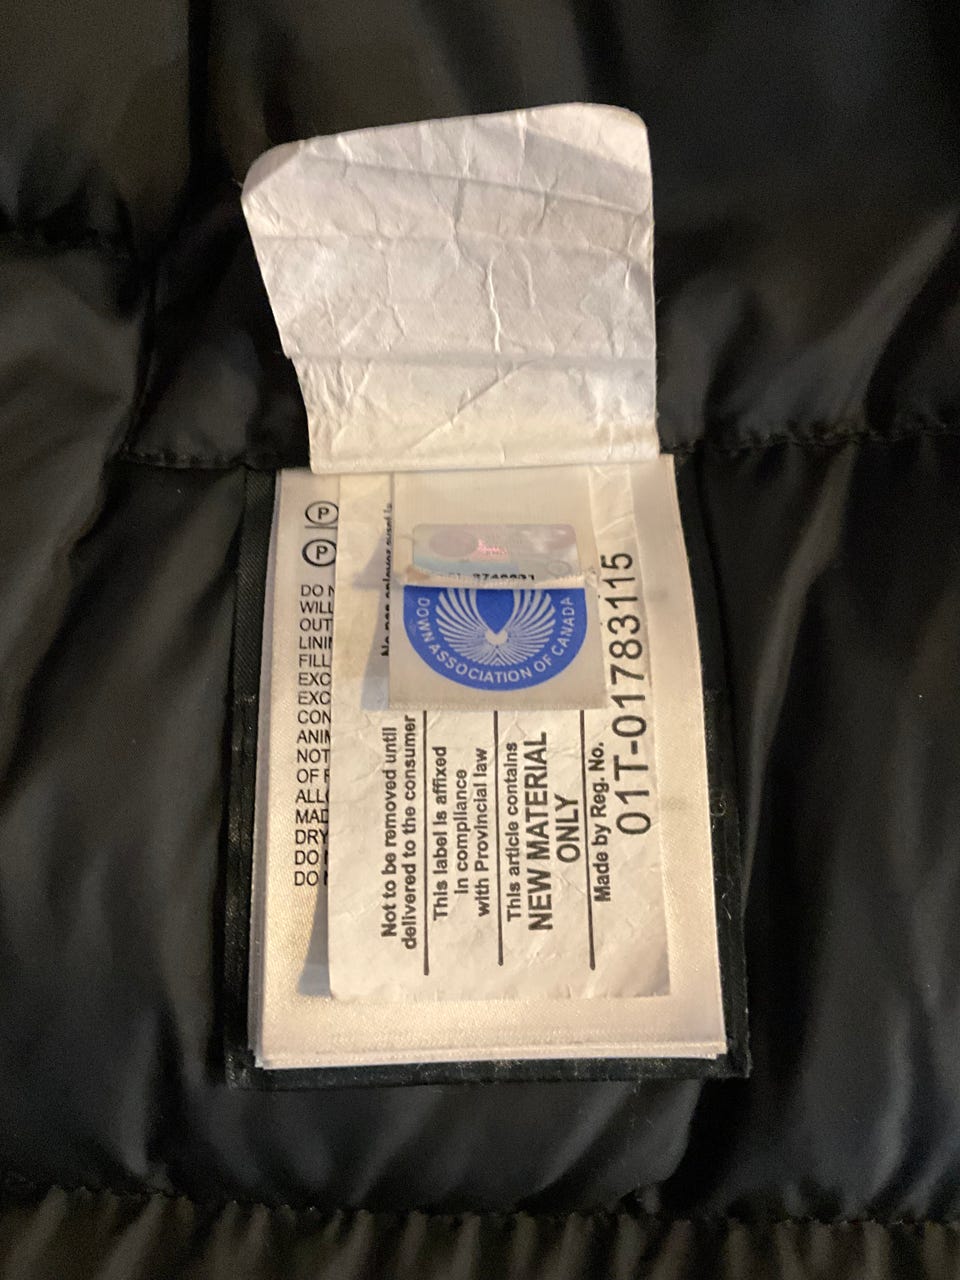 P
P
DO N
WILL
OUT
LINI
FILL
EXC
EXC
CON
ANIM
NOT
OF F
ALL
MAD
DRY
DO
DO
DOWN ASSOCIATION OF CANADA
Not to be removed until
delivered to the consumer
This label is affixed
in compliance
with Provincial law
This article contains
NEW MATERIAL
ONLY
Made by Reg. No.
01T-01783115